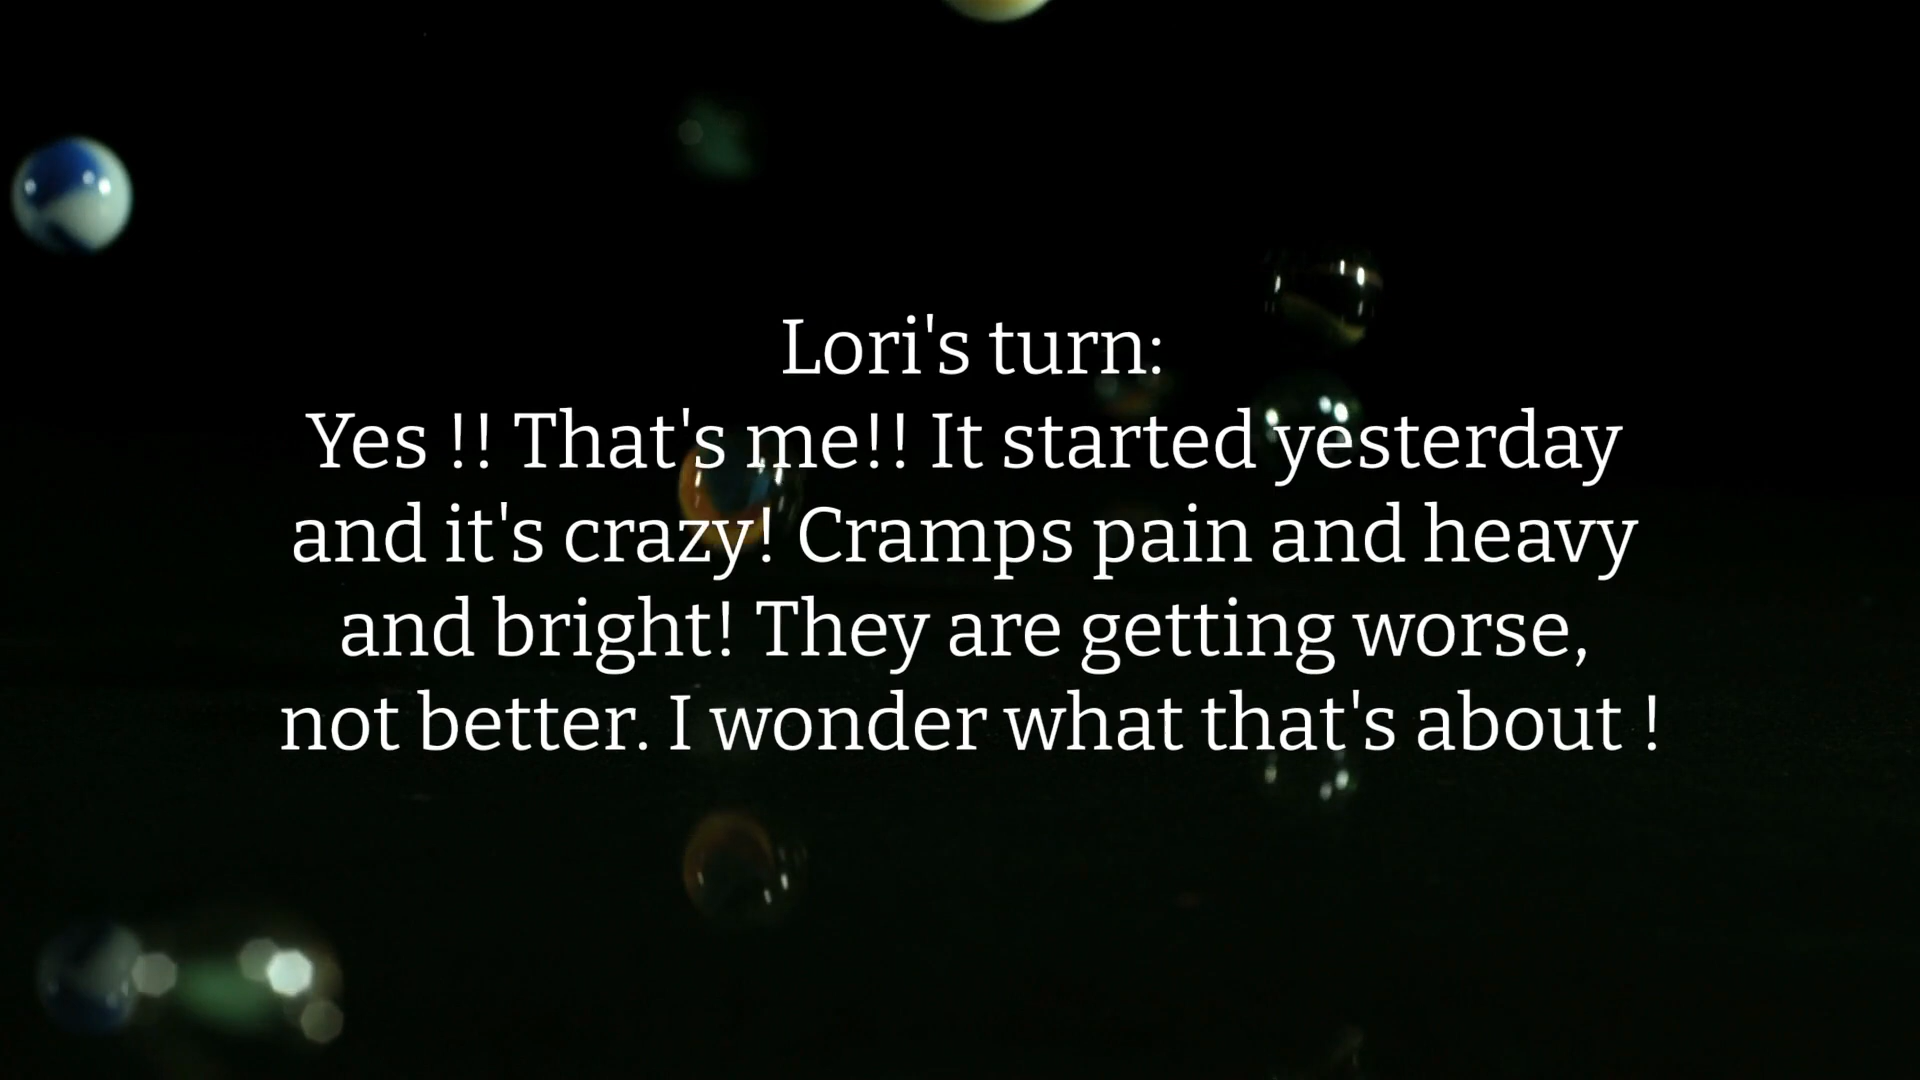 Lori's turn:
Yes !! That's me!! It started yesterday
and it's crazy! Cramps pain and heavy
and bright! They are getting worse,
not better. I wonder what that's about !